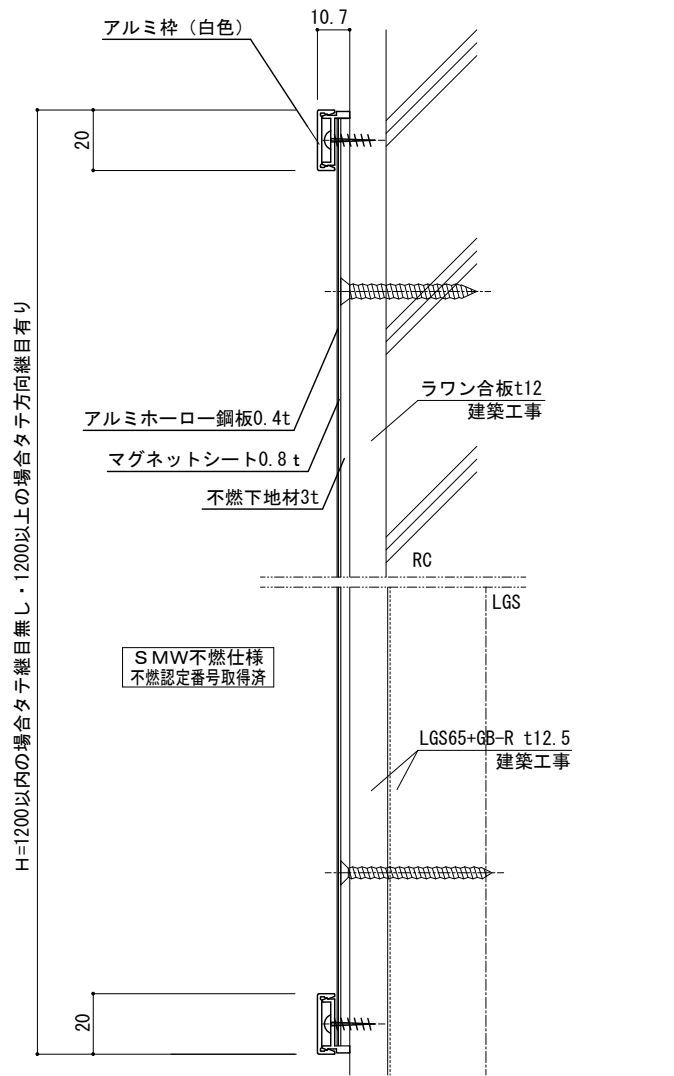 アルミ枠（白色）
10.7
20
H=1200以内の場合タテ継目無し・1200以上の場合タテ方向継目有り
アルミホーロー鋼板0.4t
マグネットシート0.8t
不燃下地材3t
ラワン合板t12
建築工事
RC
LGS
ＳＭＷ不燃仕様
不燃認定番号取得済
LGS65+GB-R t12.5
建築工事
20